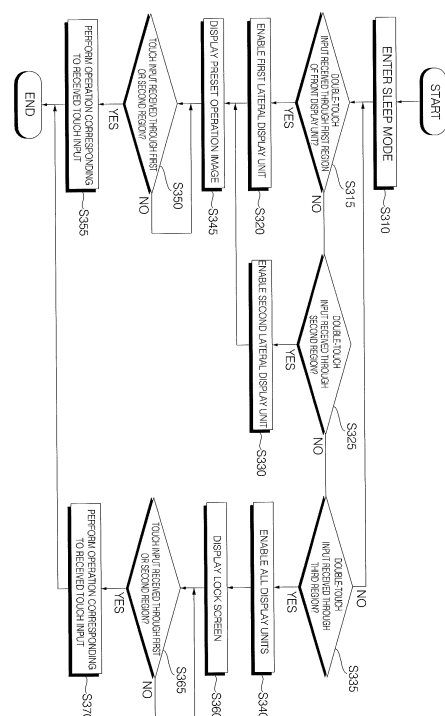 START
ENTER SLEEP MODE
S310
DOUBLE-TOUCH
INPUT RECEIVED THROUGH FIRST REGION
OF FRONT DISPLAY UNIT?
S315
NO
YES
ENABLE FIRST LATERAL DISPLAY UNIT
S320
DOUBLE-TOUCH
INPUT RECEIVED THROUGH
SECOND REGION?
S325
NO
YES
ENABLE SECOND LATERAL DISPLAY UNIT
S330
DOUBLE-TOUCH
INPUT RECEIVED THROUGH
THIRD REGION?
S335
NO
YES
ENABLE ALL DISPLAY UNITS
S340
DISPLAY PRESET OPERATION IMAGE
S345
TOUCH INPUT RECEIVED THROUGH FIRST
OR SECOND REGION?
S350
NO
YES
PERFORM OPERATION CORRESPONDING
TO RECEIVED TOUCH INPUT
S355
DISPLAY LOCK SCREEN
S360
TOUCH INPUT RECEIVED THROUGH FIRST
OR SECOND REGION?
S365
NO
YES
PERFORM OPERATION CORRESPONDING
TO RECEIVED TOUCH INPUT
S370
END